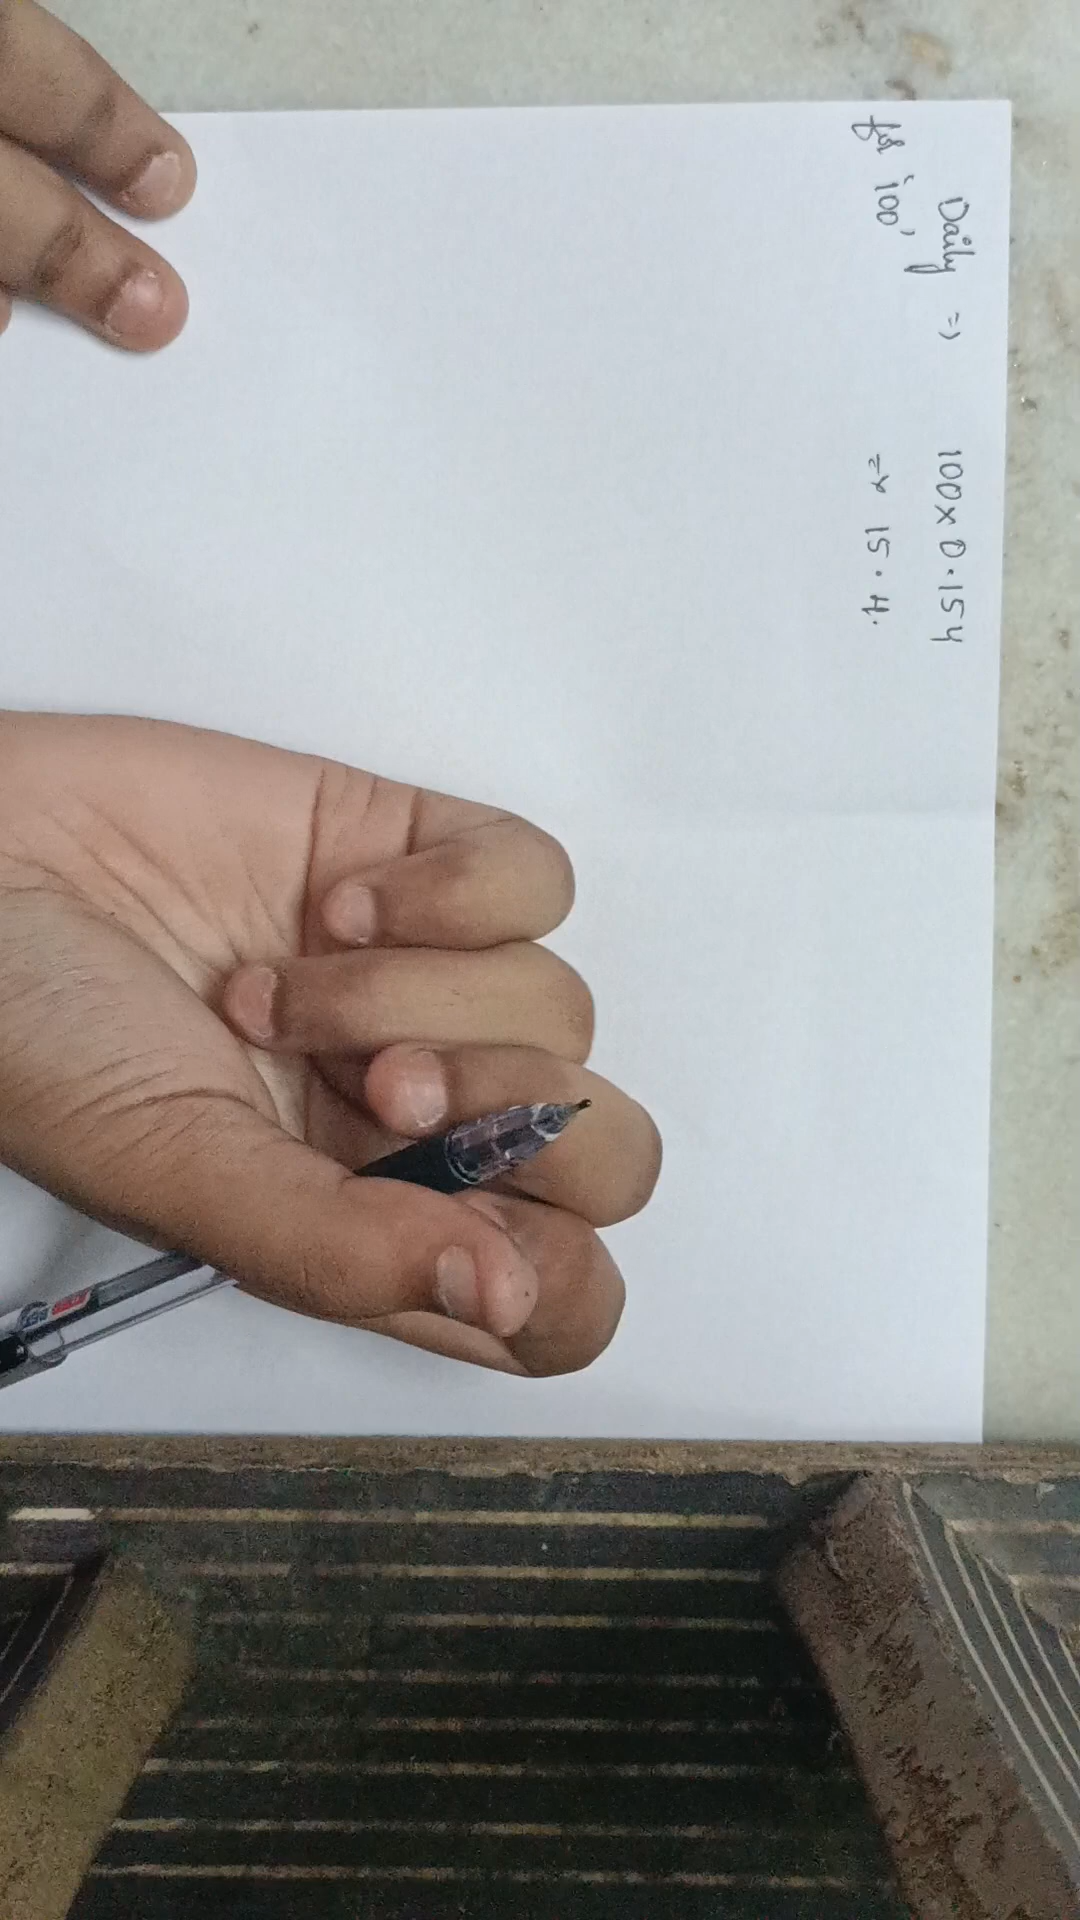 Daily => 100 x 0.154
for '100', => 15.4.